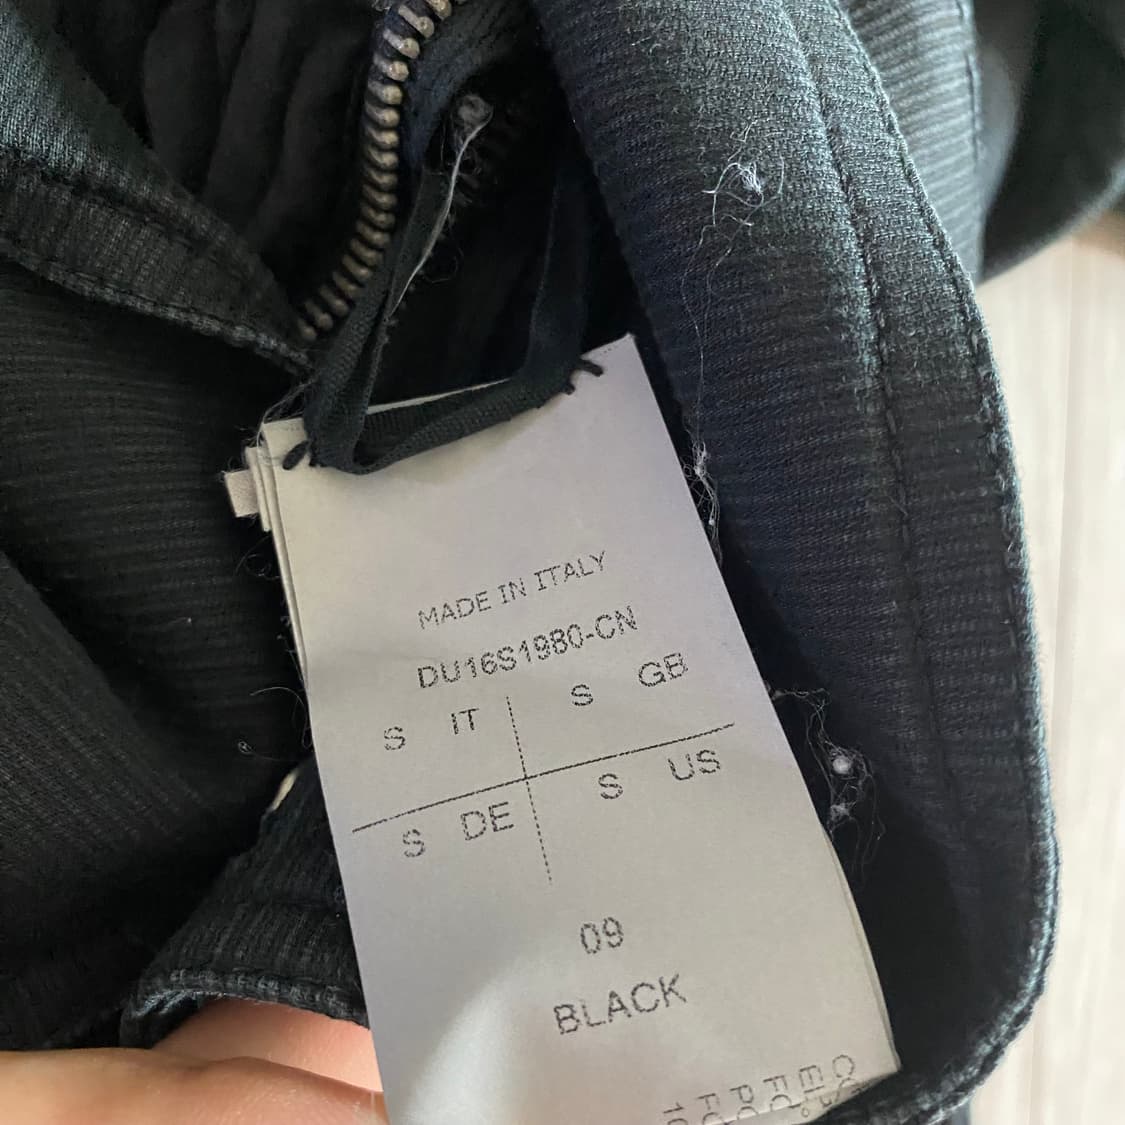 MADE IN ITALY
DU16S1980-CN
S IT S GB
S DE S US
09
BLACK